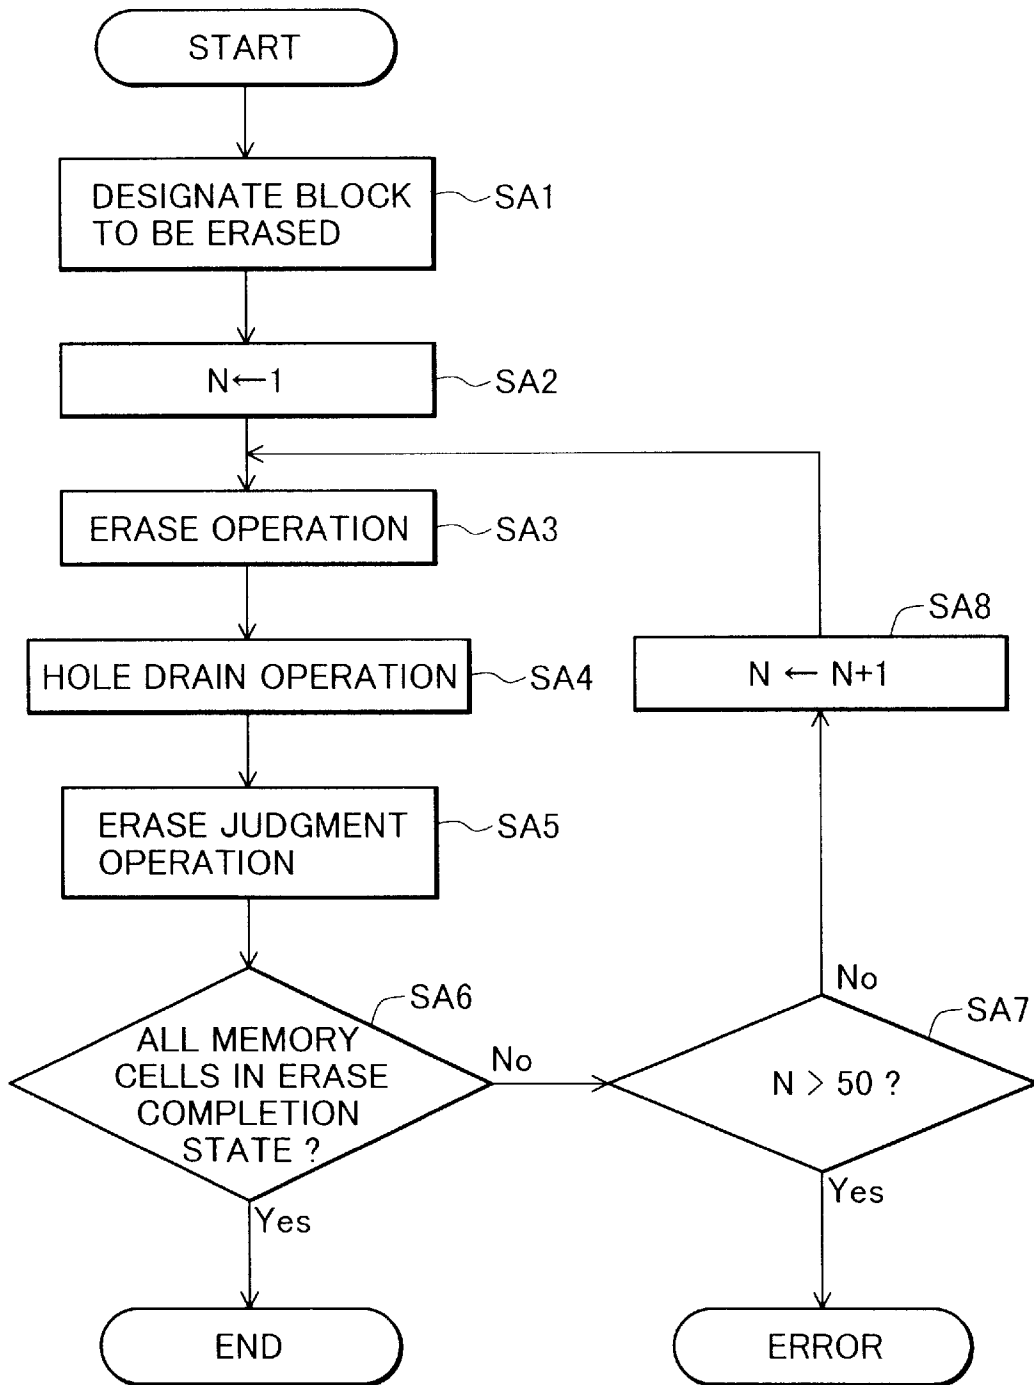 START
DESIGNATE BLOCK
TO BE ERASED
SA1
N←1
SA2
ERASE OPERATION
SA3
HOLE DRAIN OPERATION
SA4
ERASE JUDGMENT
OPERATION
SA5
ALL MEMORY
CELLS IN ERASE
COMPLETION
STATE ?
SA6
No
Yes
END
N > 50 ?
SA7
No
Yes
N ← N+1
SA8
ERROR